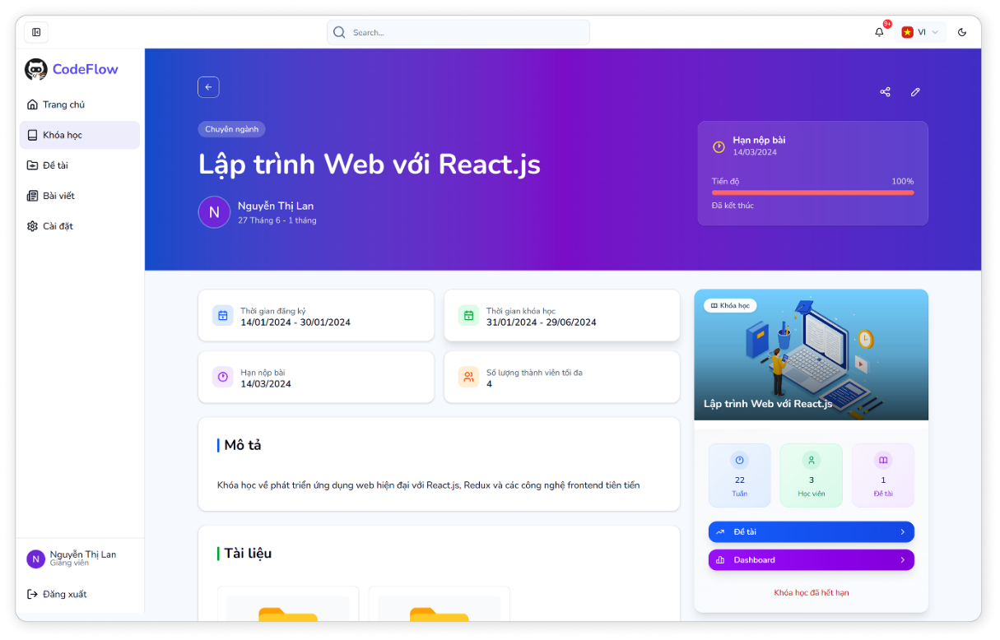 Search...
9+
VI
CodeFlow
Trang chủ
Khóa học
Đề tài
Bài viết
Cài đặt
Chuyên ngành
Lập trình Web với React.js
N
Nguyễn Thị Lan
27 Tháng 6 - 1 tháng
Hạn nộp bài
14/03/2024
Tiến độ
100%
Đã kết thúc
Thời gian đăng ký
14/01/2024 - 30/01/2024
Thời gian khóa học
31/01/2024 - 29/06/2024
Hạn nộp bài
14/03/2024
Số lượng thành viên tối đa
4
Mô tả
Khóa học về phát triển ứng dụng web hiện đại với React.js, Redux và các công nghệ frontend tiên tiến
Tài liệu
Khóa học
Lập trình Web với React.js
22
Tuần
3
Học viên
1
Đề tài
Đề tài
Dashboard
Khóa học đã hết hạn
N
Nguyễn Thị Lan
Giảng viên
Đăng xuất